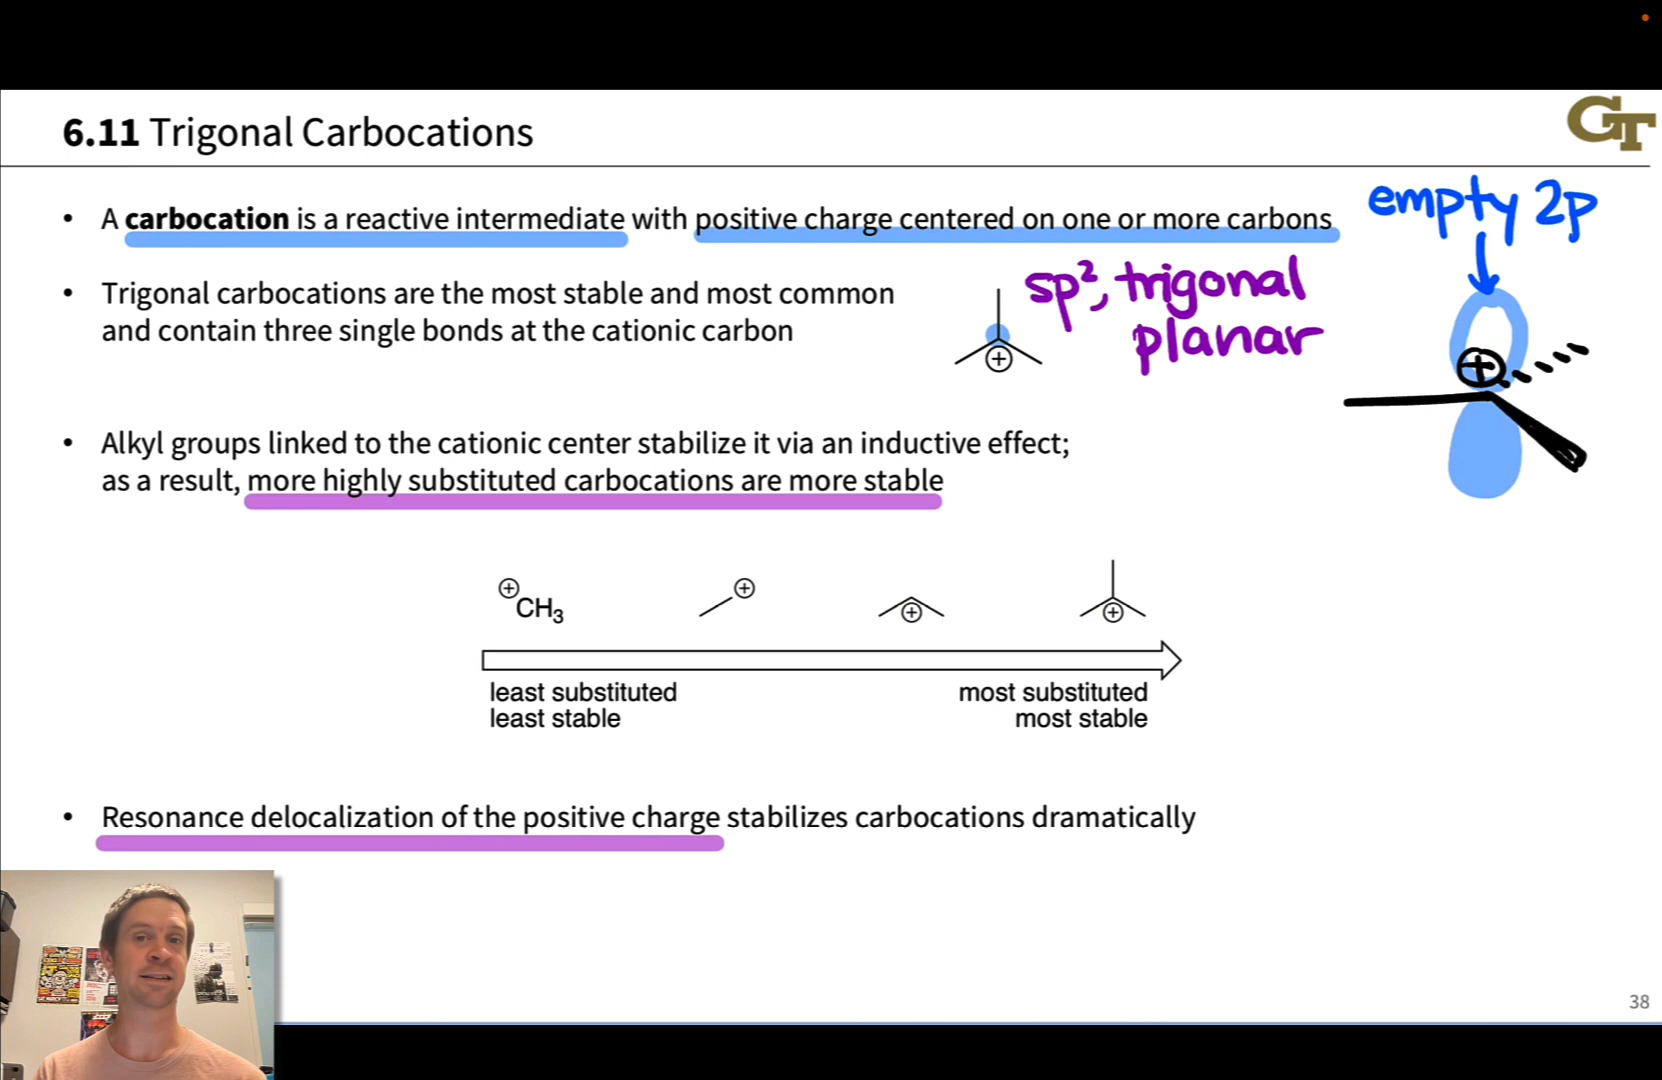 6.11 Trigonal Carbocations
GT
• A carbocation is a reactive intermediate with positive charge centered on one or more carbons
empty 2p
• Trigonal carbocations are the most stable and most common
and contain three single bonds at the cationic carbon
⊕
sp², trigonal
planar
⊕
• Alkyl groups linked to the cationic center stabilize it via an inductive effect;
as a result, more highly substituted carbocations are more stable
⊕CH₃ ⊕ ⊕ ⊕
least substituted
least stable
most substituted
most stable
• Resonance delocalization of the positive charge stabilizes carbocations dramatically
38